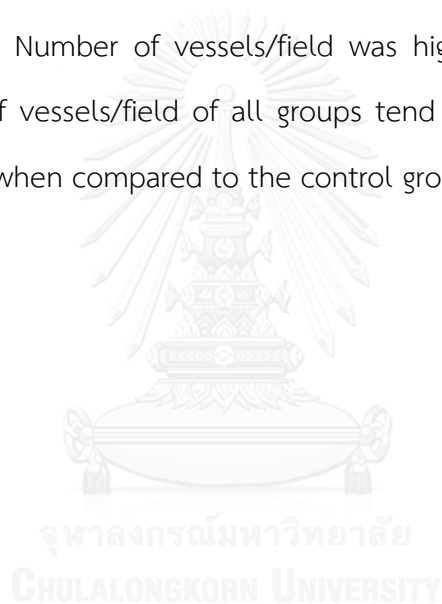 Number of vessels/field was hig
f vessels/field of all groups tend
when compared to the control gro
จุฬาลงกรณ์มหาวิทยาลัย
CHULALONGKORN UNIVERSITY